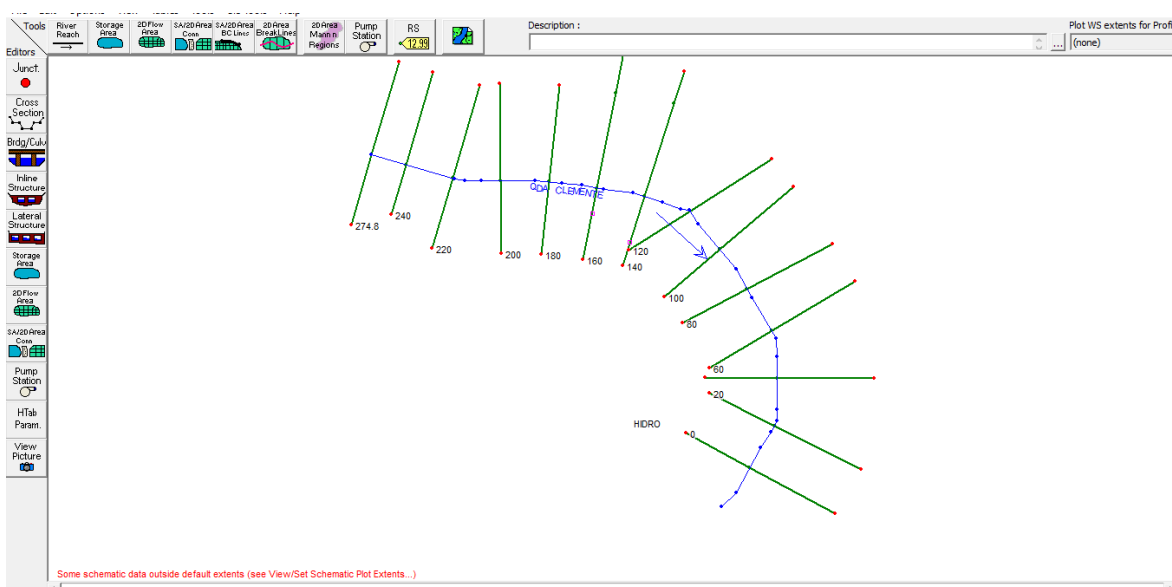 Tools
Editors
River
Reach
Storage
Area
2D Flow
Area
SA/2D Area
Conn
SA/2D Area
BC Lines
2D Area
BreakLines
2D Area
Mann n
Regions
Pump
Station
RS
12.99
Description :
...
Plot WS extents for Profi
(none)
Junct.
Cross
Section
Brdg/Culv
Inline
Structure
Lateral
Structure
Storage
Area
2D Flow
Area
SA/2D Area
Conn
Pump
Station
HTab
Param.
View
Picture
QDA CLEMENTE
274.8
240
220
200
180
160
140
120
100
80
60
20
HIDRO
0
Some schematic data outside default extents (see View/Set Schematic Plot Extents...)